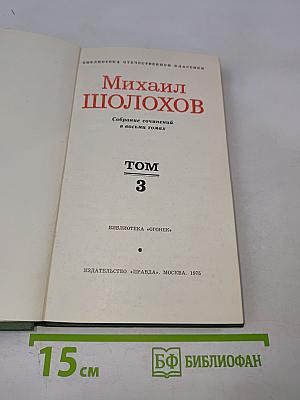 БИБЛИОТЕКА ОТЕЧЕСТВЕННОЙ КЛАССИКИ
Михаил
ШОЛОХОВ
Собрание сочинений
в восьми томах
ТОМ
3
БИБЛИОТЕКА «ОГОНЕК»
ИЗДАТЕЛЬСТВО «ПРАВДА». МОСКВА. 1975
15 см
БФ БИБЛИОФАН